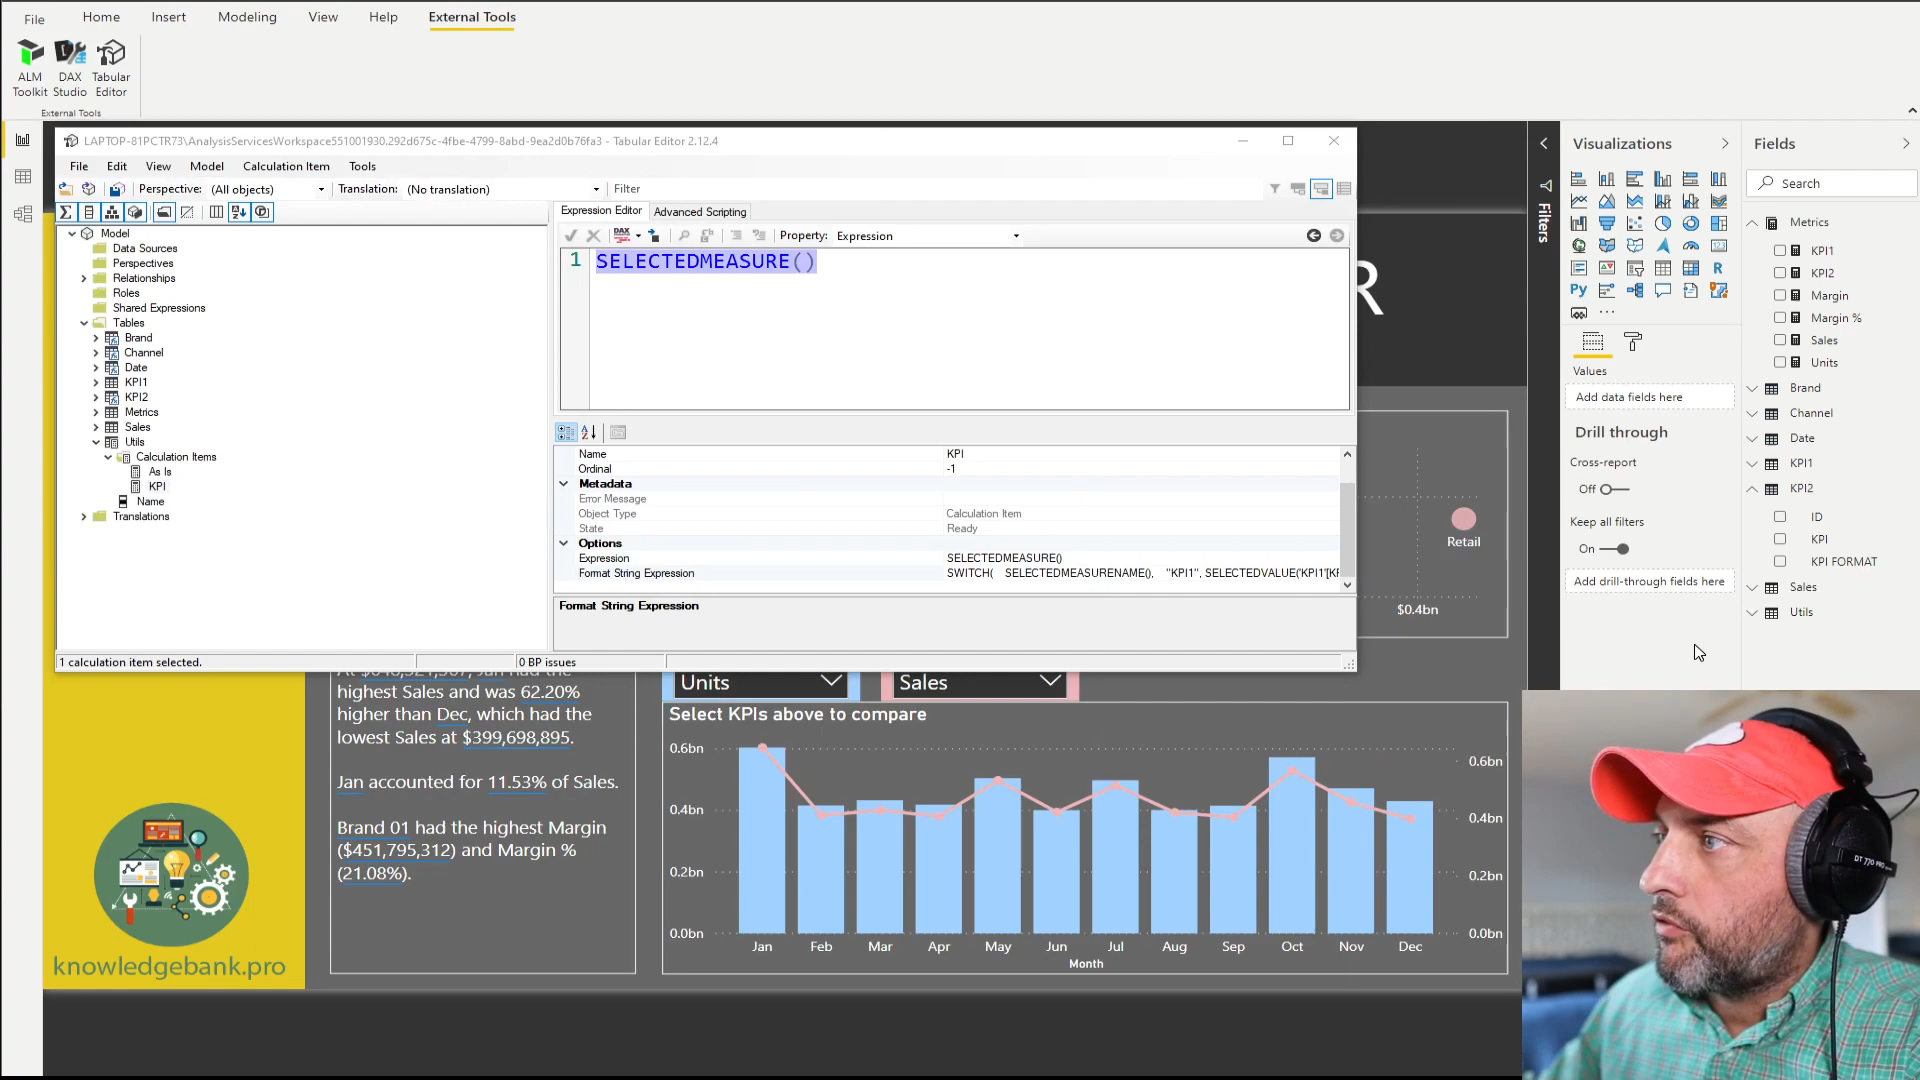 File
Home
Insert
Modeling
View
Help
External Tools
ALM
Toolkit
DAX
Studio
Tabular
Editor
External Tools
LAPTOP-81PCTR73\AnalysisServicesWorkspace551001930.292d675c-4fbe-4799-8abd-9ea2d0b76fa3 - Tabular Editor 2.12.4
File
Edit
View
Model
Calculation Item
Tools
Perspective:
(All objects)
Translation:
(No translation)
Filter
Model
Data Sources
Perspectives
Relationships
Roles
Shared Expressions
Tables
Brand
Channel
Date
KPI1
KPI2
Metrics
Sales
Utils
Calculation Items
As Is
KPI
Name
Translations
Expression Editor
Advanced Scripting
DAX
Property:
Expression
1
SELECTEDMEASURE()
Name
KPI
Ordinal
-1
Metadata
Error Message
Object Type
Calculation Item
State
Ready
Options
Expression
SELECTEDMEASURE()
Format String Expression
SWITCH( SELECTEDMEASURENAME(), "KPI1", SELECTEDVALUE('KPI1'[KF
Format String Expression
1 calculation item selected.
0 BP issues
R
Retail
$0.4bn
highest Sales and was 62.20%
higher than Dec, which had the
lowest Sales at $399,698,895.
Jan accounted for 11.53% of Sales.
Brand 01 had the highest Margin
($451,795,312) and Margin %
(21.08%).
knowledgebank.pro
Units
Sales
Select KPIs above to compare
0.6bn
0.4bn
0.2bn
0.0bn
0.6bn
0.4bn
0.2bn
0.0bn
Jan
Feb
Mar
Apr
May
Jun
Jul
Aug
Sep
Oct
Nov
Dec
Month
Filters
Visualizations
R
Py
Values
Add data fields here
Drill through
Cross-report
Off
Keep all filters
On
Add drill-through fields here
Fields
Search
Metrics
KPI1
KPI2
Margin
Margin %
Sales
Units
Brand
Channel
Date
KPI1
KPI2
ID
KPI
KPI FORMAT
Sales
Utils
DT 770 PRO